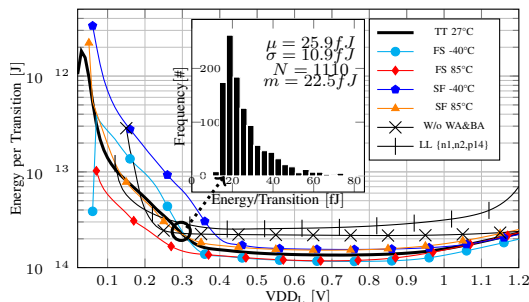 μ = 25.9fJ
σ = 10.9fJ
N = 1110
m = 22.5fJ
TT 27°C
FS -40°C
FS 85°C
SF -40°C
SF 85°C
W/o WA&BA
LL {n1,n2,p14}
Frequency[#]
200
100
0
20 40 60 80
Energy/Transition [fJ]
Energy per Transition [J]
10 12
10 13
10 14
0.1 0.2 0.3 0.4 0.5 0.6 0.7 0.8 0.9 1 1.1 1.2
VDD_L [V]